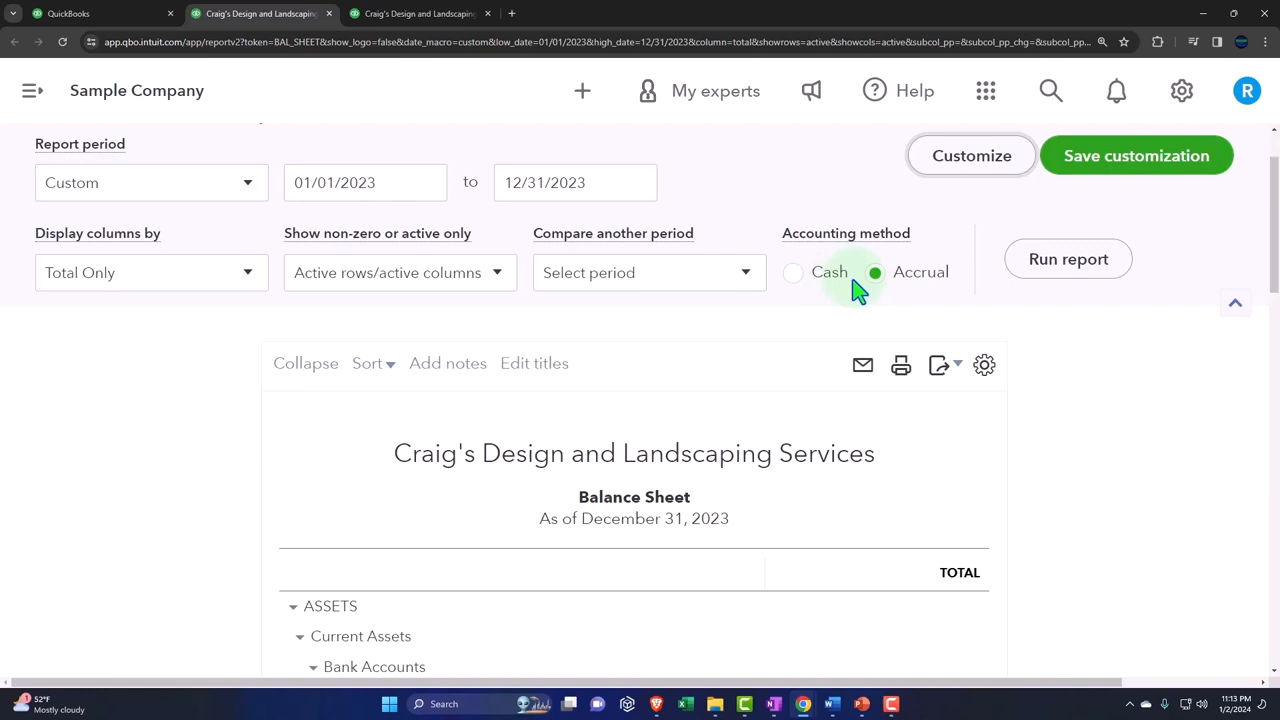 QuickBooks
Craig's Design and Landscaping
Craig's Design and Landscaping
app.qbo.intuit.com/app/reportv2?token=BAL_SHEET&show_logo=false&date_macro=custom&low_date=01/01/2023&high_date=12/31/2023&column=total&showrows=active&showcols=active&subcol_pp=&subcol_pp_chg=&subcol_pp...
Sample Company
My experts
Help
R
Report period
Customize
Save customization
Custom
01/01/2023
to
12/31/2023
Display columns by
Show non-zero or active only
Compare another period
Accounting method
Total Only
Active rows/active columns
Select period
Cash
Accrual
Run report
Collapse
Sort
Add notes
Edit titles
Craig's Design and Landscaping Services
Balance Sheet
As of December 31, 2023
TOTAL
ASSETS
Current Assets
Bank Accounts
52°F
Mostly cloudy
Search
11:13 PM
1/2/2024